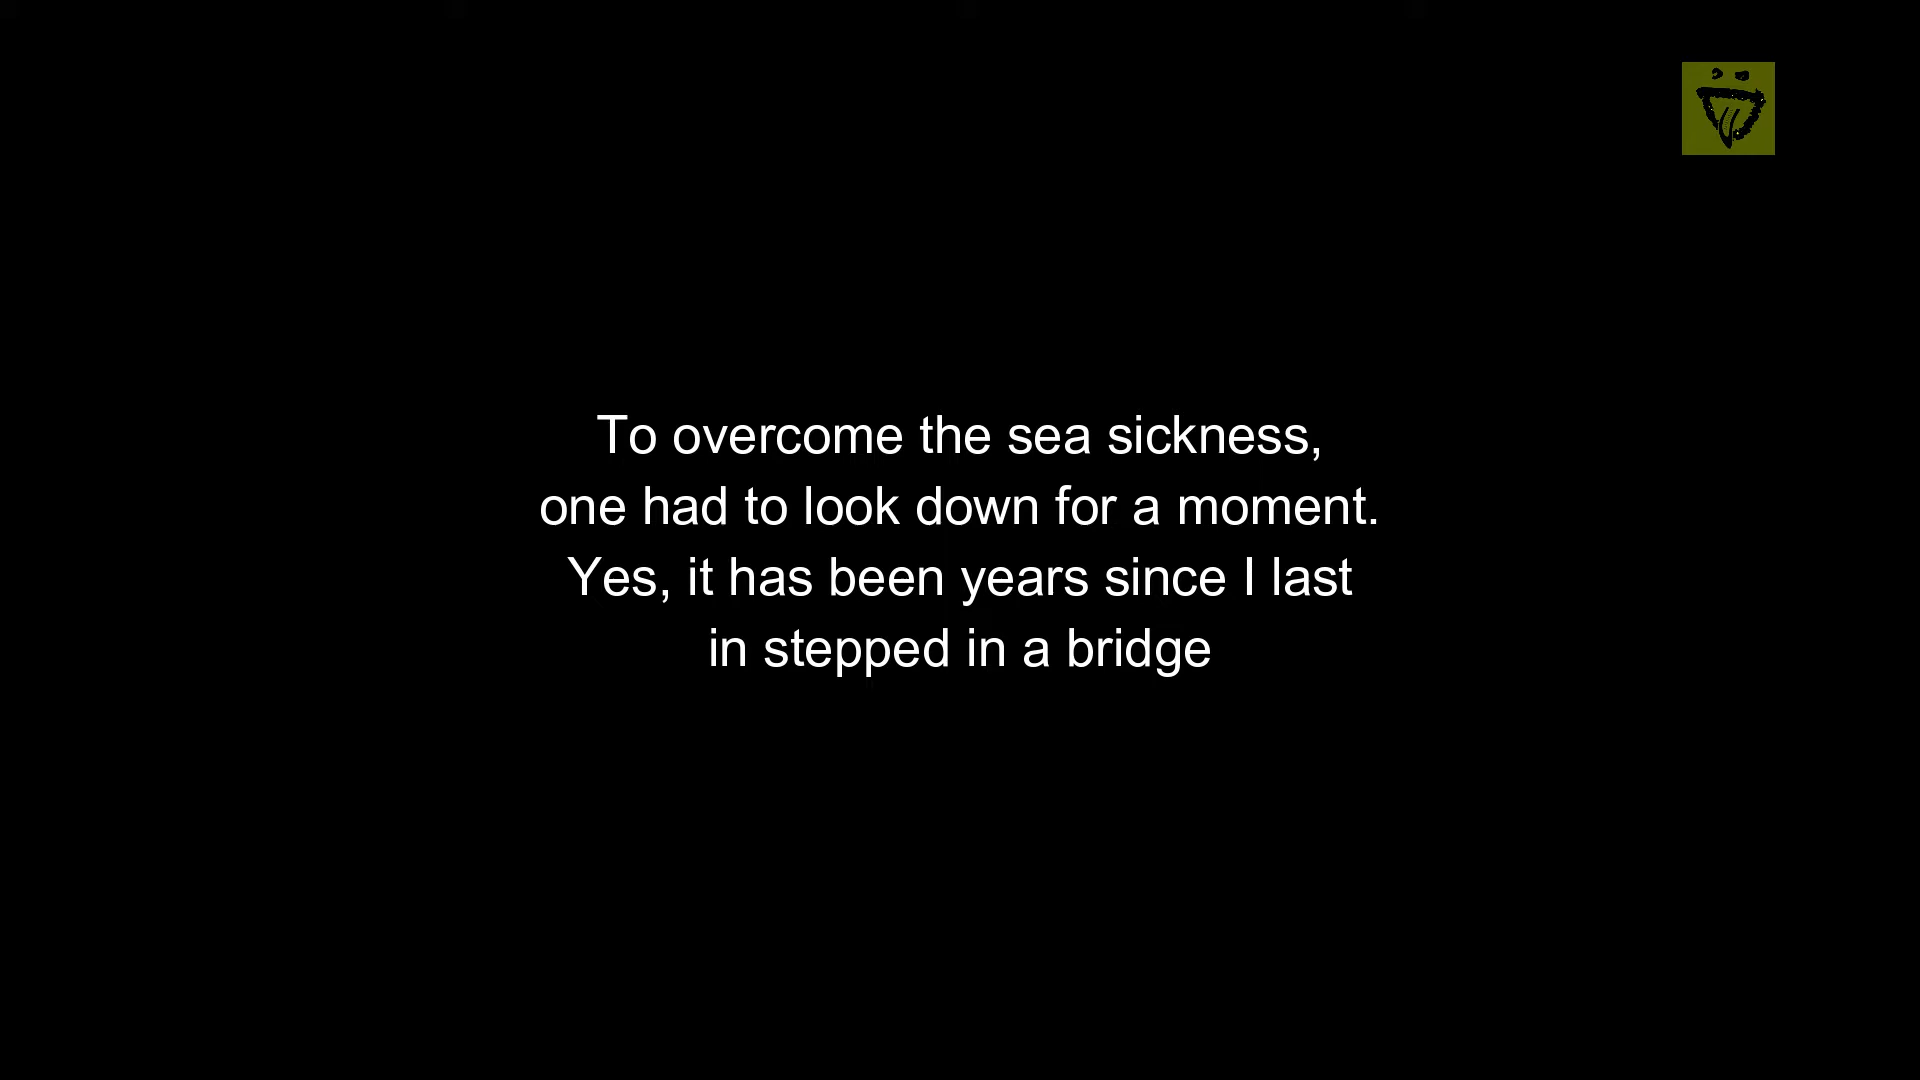 To overcome the sea sickness,
one had to look down for a moment.
Yes, it has been years since I last
in stepped in a bridge